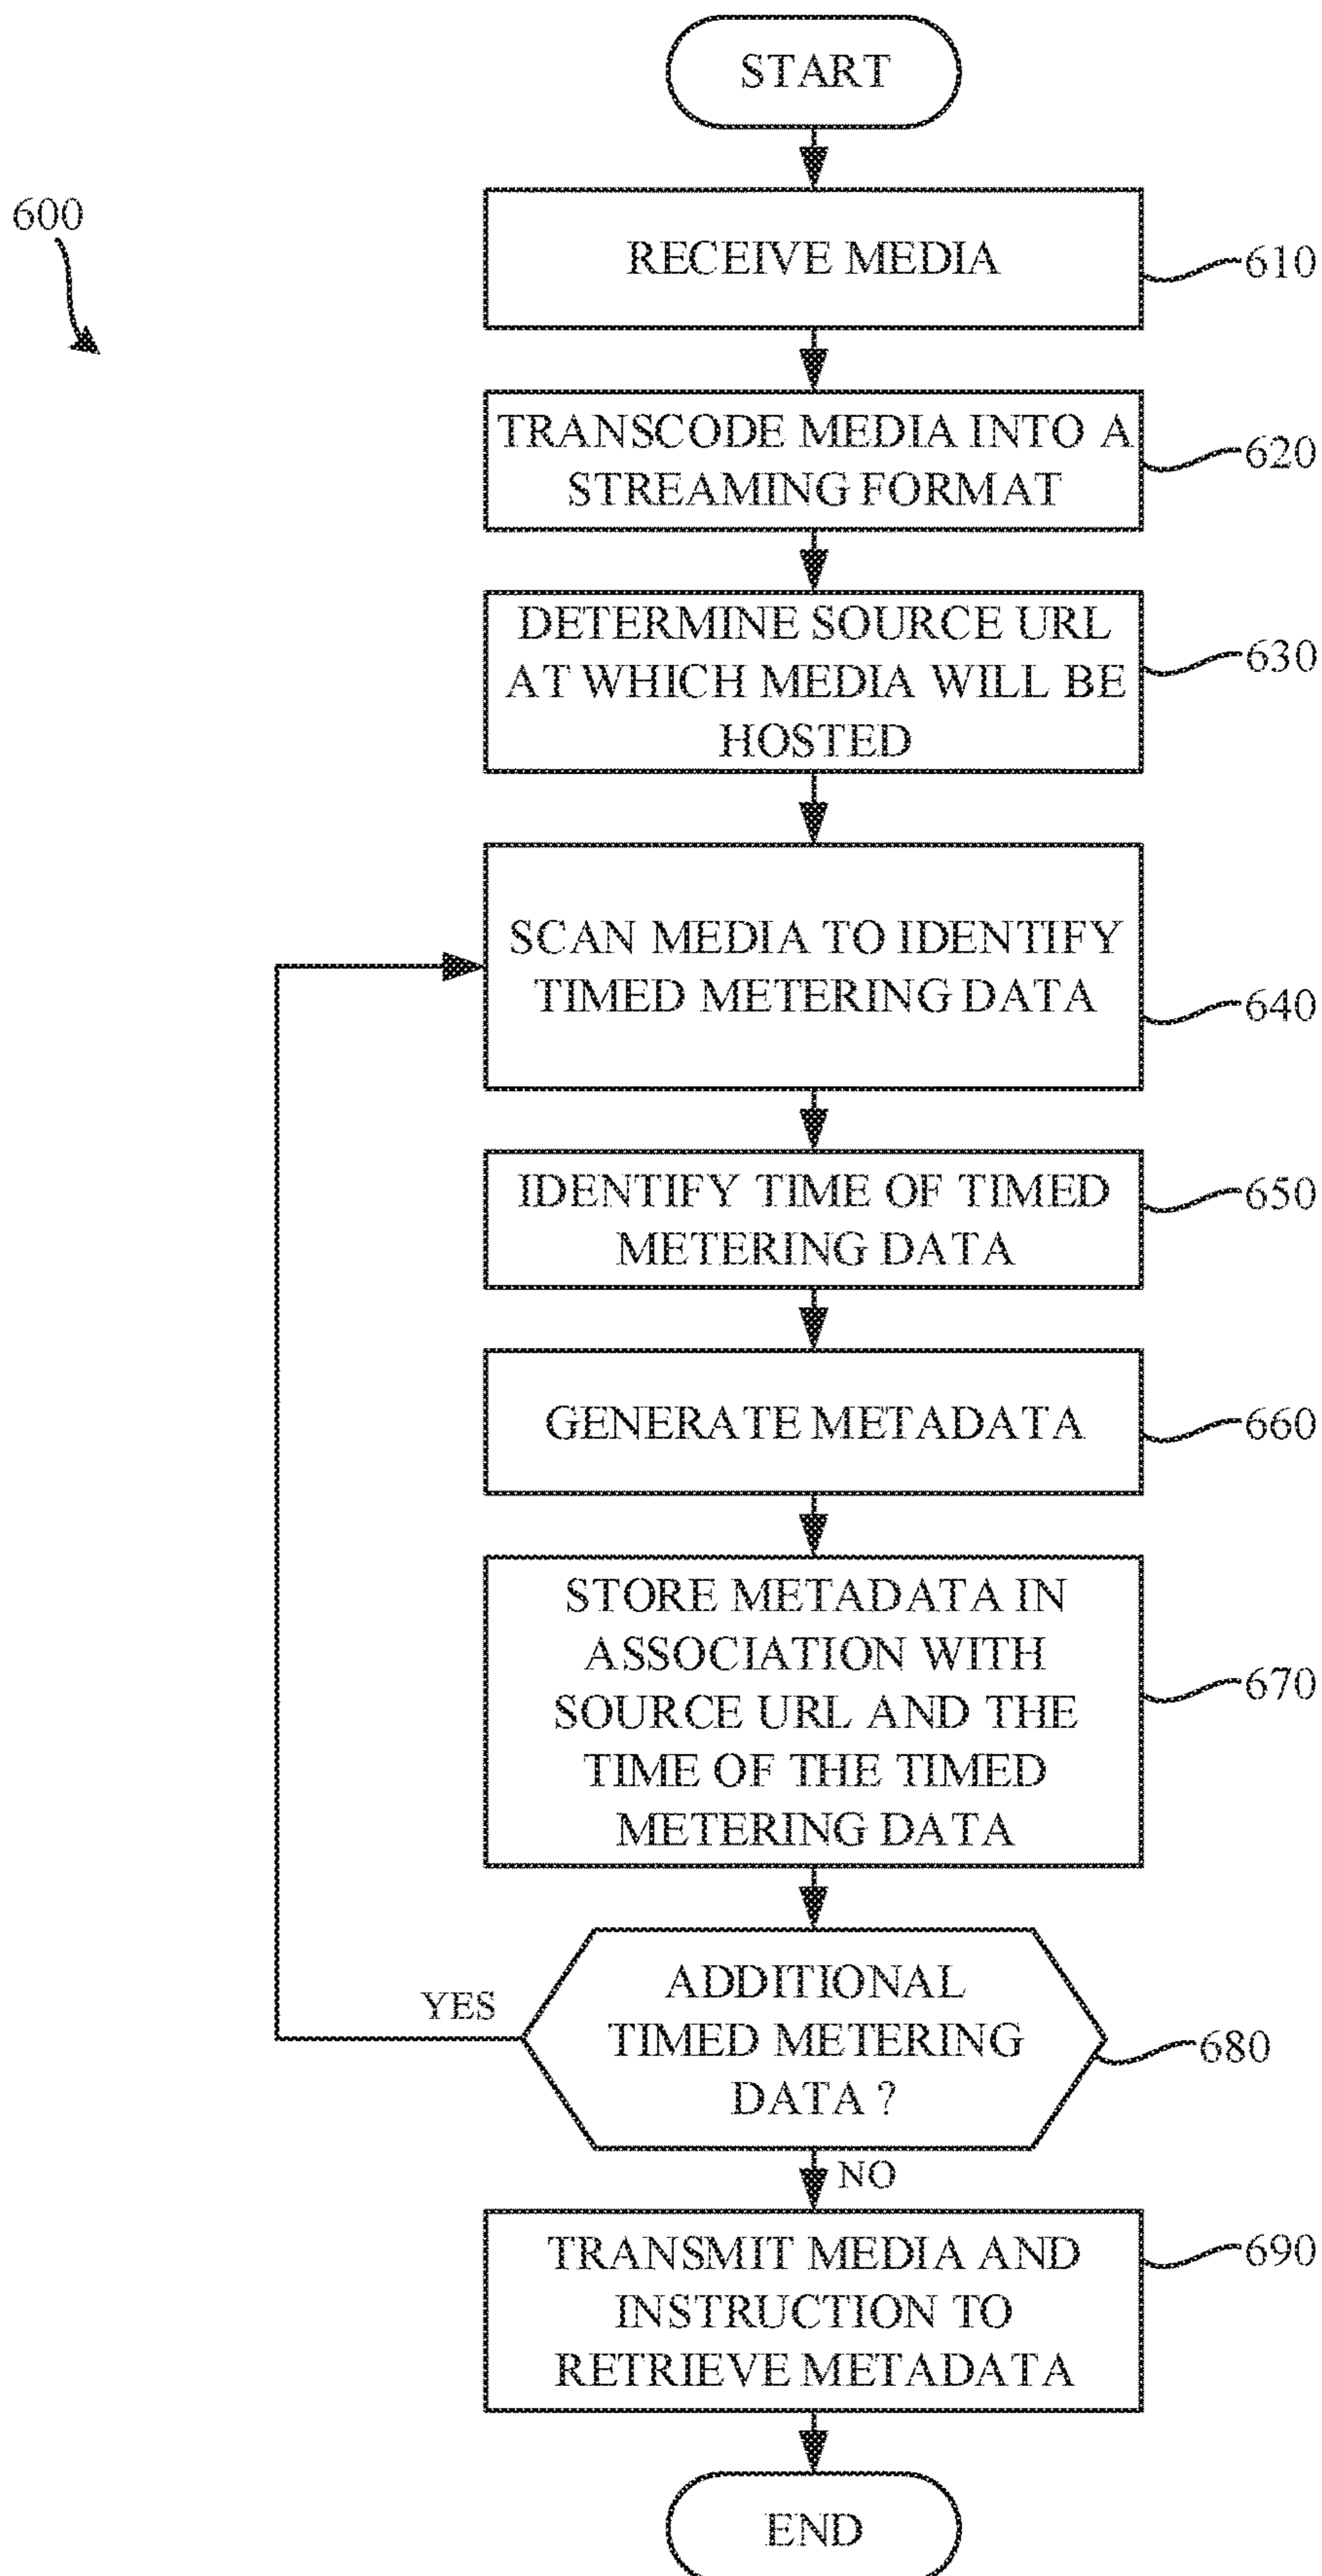 START
600
RECEIVE MEDIA
610
TRANSCODE MEDIA INTO A
STREAMING FORMAT
620
DETERMINE SOURCE URL
AT WHICH MEDIA WILL BE
HOSTED
630
SCAN MEDIA TO IDENTIFY
TIMED METERING DATA
640
IDENTIFY TIME OF TIMED
METERING DATA
650
GENERATE METADATA
660
STORE METADATA IN
ASSOCIATION WITH
SOURCE URL AND THE
TIME OF THE TIMED
METERING DATA
670
ADDITIONAL
TIMED METERING
DATA ?
680
YES
NO
TRANSMIT MEDIA AND
INSTRUCTION TO
RETRIEVE METADATA
690
END